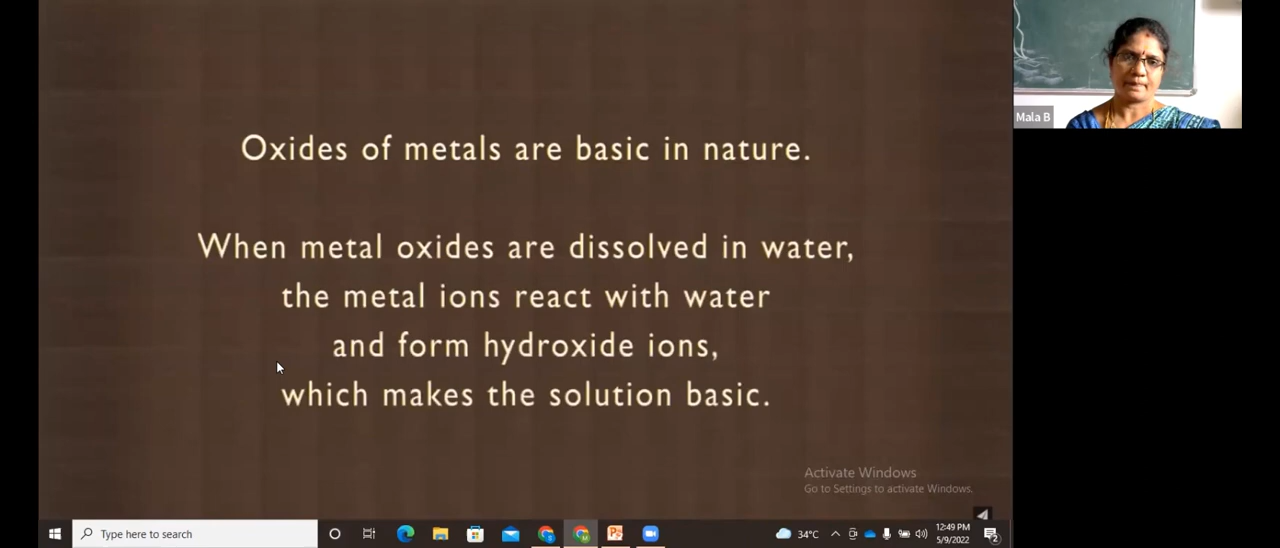 Oxides of metals are basic in nature.
When metal oxides are dissolved in water,
the metal ions react with water
and form hydroxide ions,
which makes the solution basic.
Mala B
Activate Windows
Go to Settings to activate Windows.
Type here to search
34°C
12:49 PM
5/9/2022
2